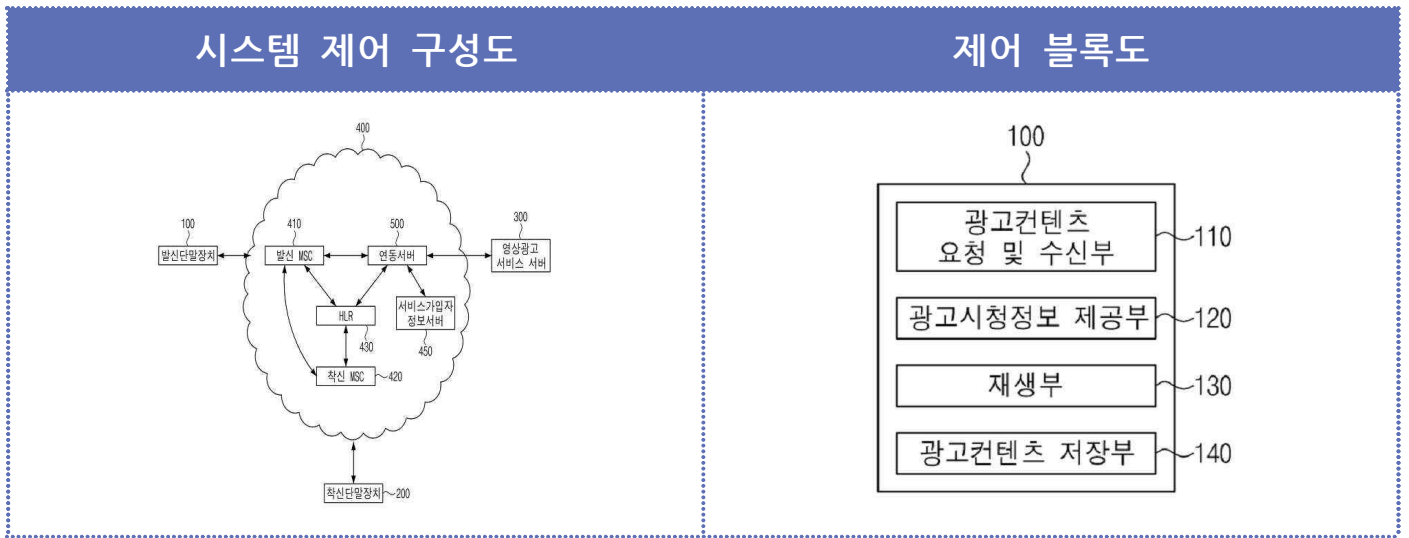 시스템 제어 구성도
제어 블록도
400
100
발신단말장치
410
발신 MSC
500
연동서버
300
영상광고
서비스 서버
HLR
430
서비스가입자
정보서버
450
착신 MSC
420
착신단말장치
200
100
광고컨텐츠
요청 및 수신부
110
광고시청정보 제공부
120
재생부
130
광고컨텐츠 저장부
140